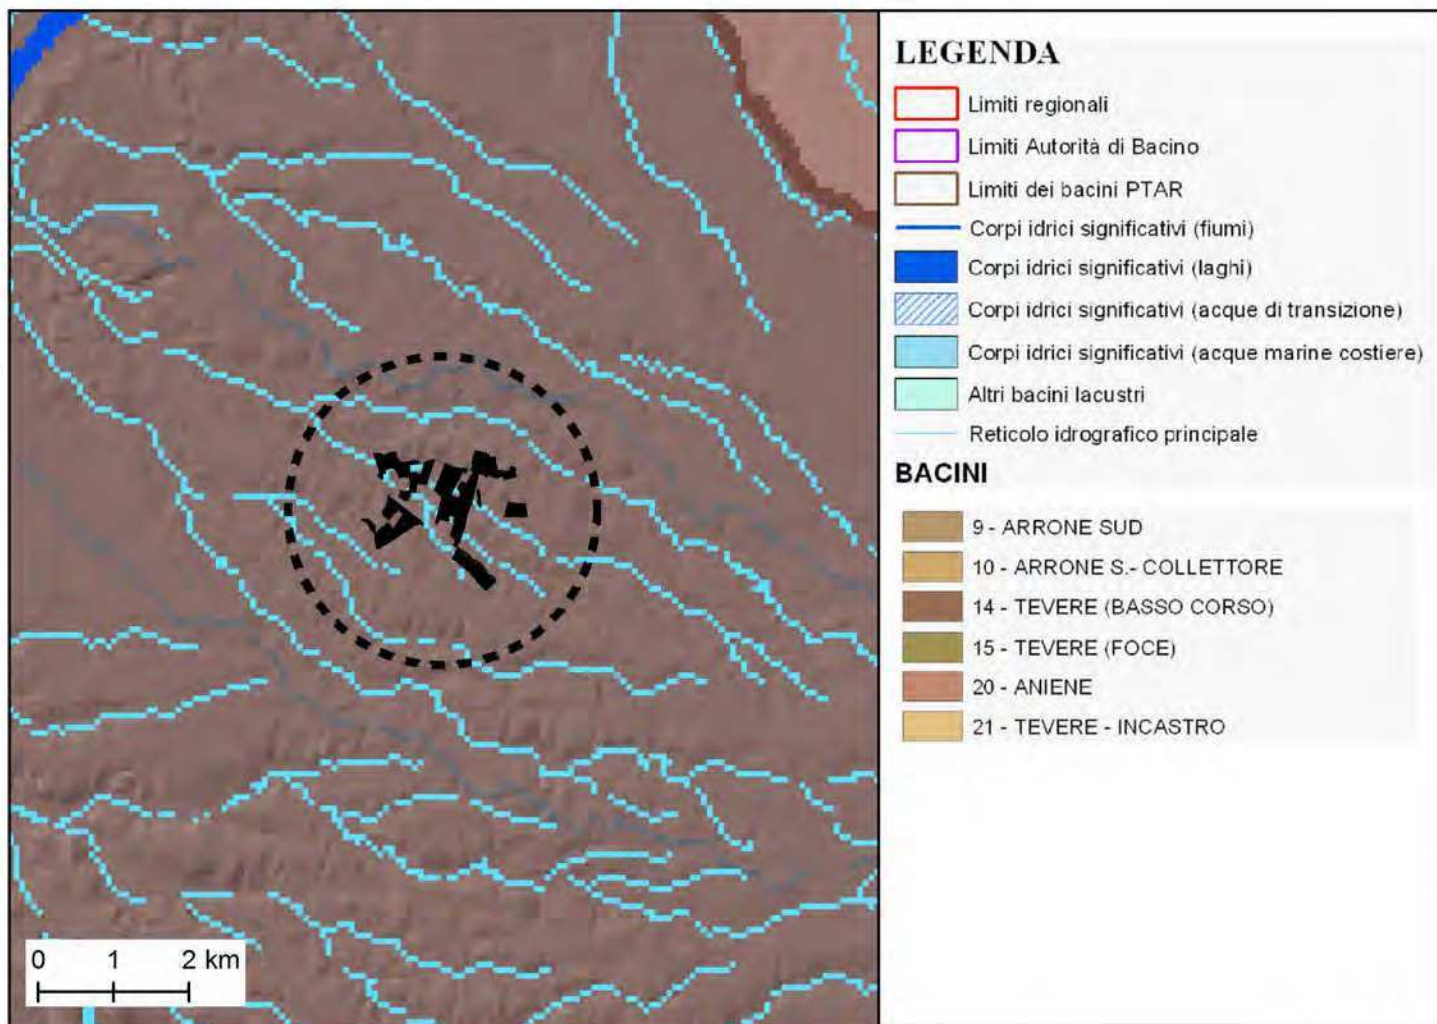 LEGENDA
Limiti regionali
Limiti Autorità di Bacino
Limiti dei bacini PTAR
Corpi idrici significativi (fiumi)
Corpi idrici significativi (laghi)
Corpi idrici significativi (acque di transizione)
Corpi idrici significativi (acque marine costiere)
Altri bacini lacustri
Reticolo idrografico principale
BACINI
9 - ARRONE SUD
10 - ARRONE S.- COLLETTORE
14 - TEVERE (BASSO CORSO)
15 - TEVERE (FOCE)
20 - ANIENE
21 - TEVERE - INCASTRO
0 1 2 km